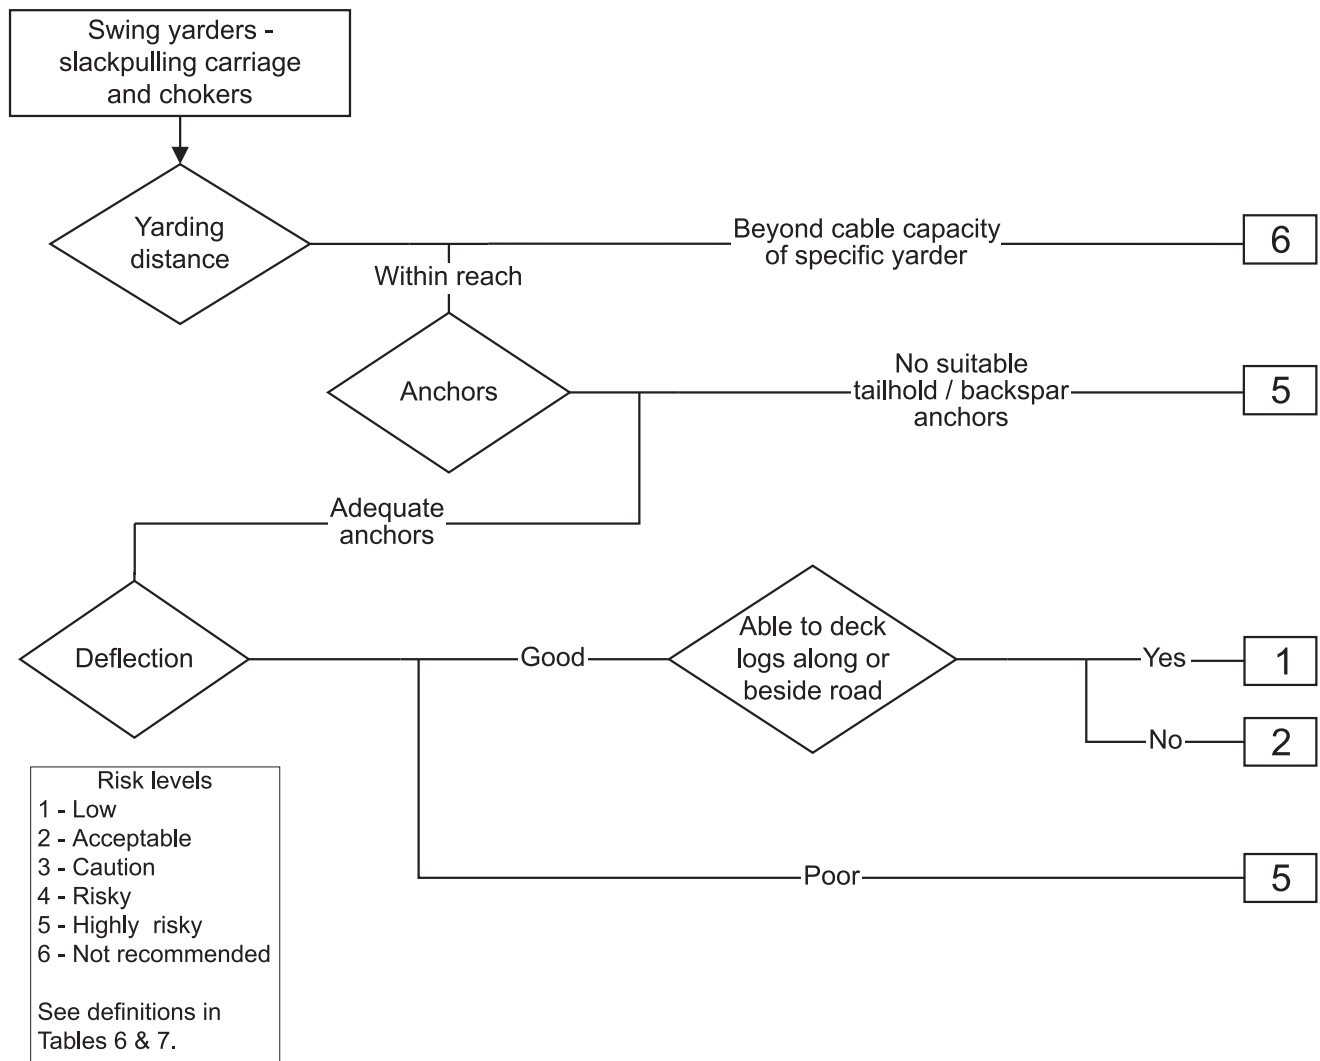 Swing yarders -
slackpulling carriage
and chokers
Yarding
distance
Beyond cable capacity
of specific yarder
6
Within reach
Anchors
No suitable
tailhold / backspar
anchors
5
Adequate
anchors
Deflection
Good
Able to deck
logs along or
beside road
Yes
1
No
2
Poor
5
Risk levels
1 - Low
2 - Acceptable
3 - Caution
4 - Risky
5 - Highly risky
6 - Not recommended
See definitions in
Tables 6 & 7.